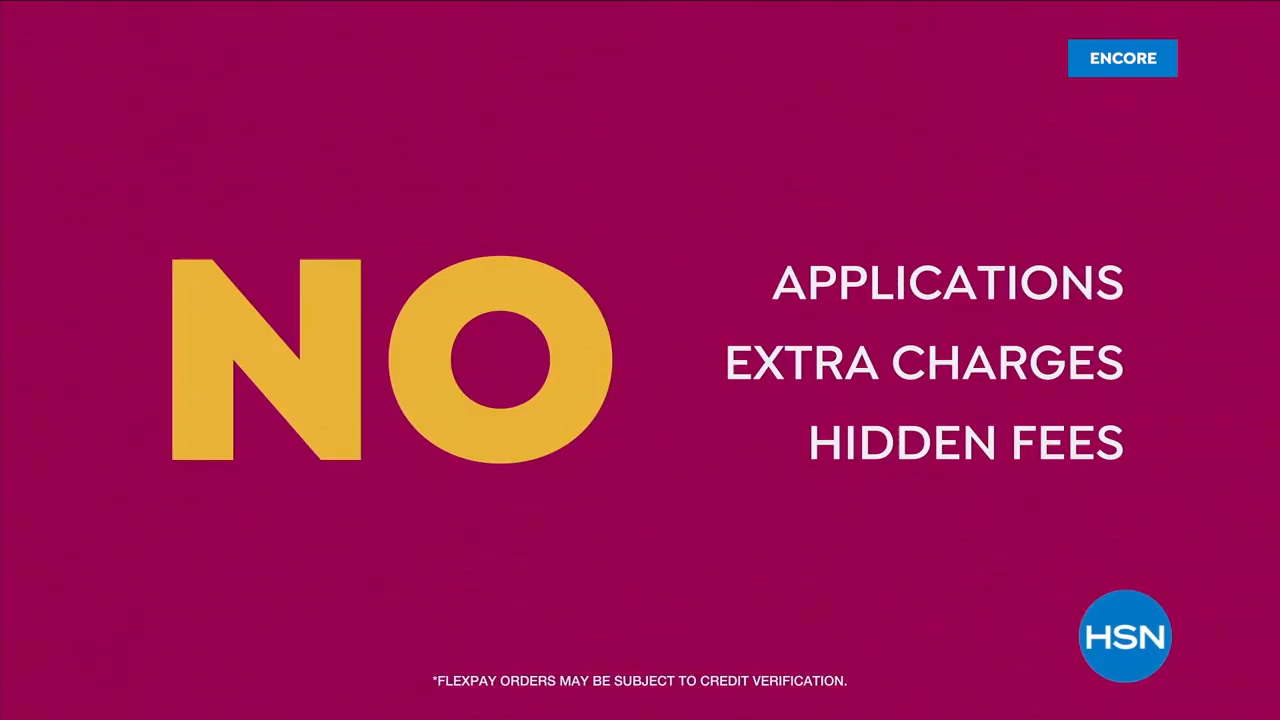 ENCORE
NO
APPLICATIONS
EXTRA CHARGES
HIDDEN FEES
HSN
*FLEXPAY ORDERS MAY BE SUBJECT TO CREDIT VERIFICATION.